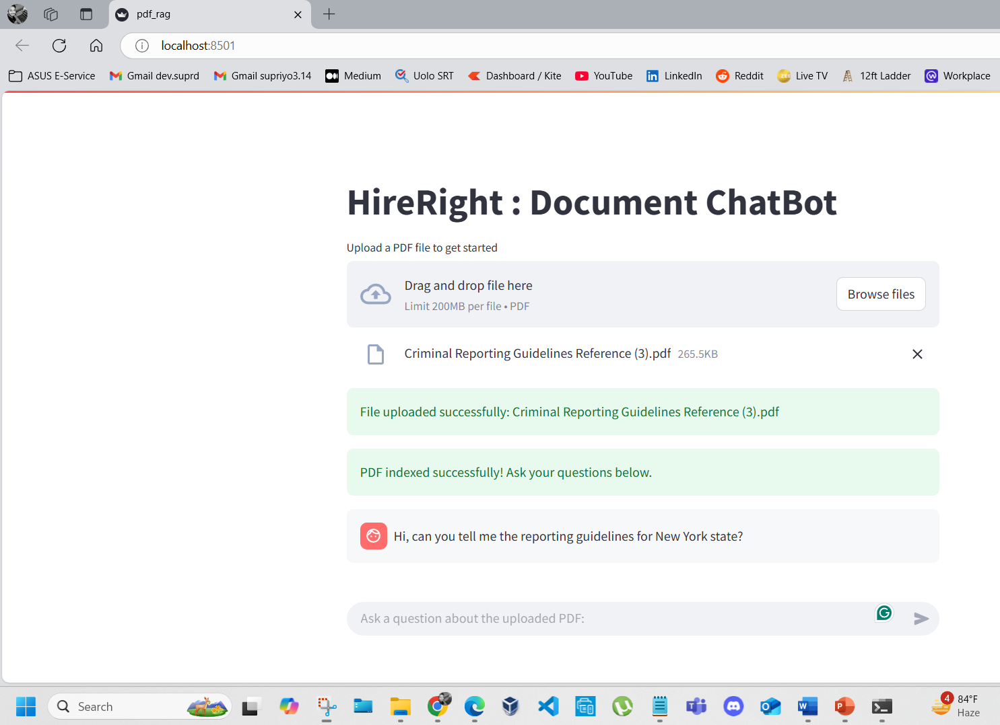 pdf_rag
localhost:8501
ASUS E-Service
Gmail dev.suprd
Gmail supriyo3.14
Medium
Uolo SRT
Dashboard / Kite
YouTube
LinkedIn
Reddit
Live TV
12ft Ladder
Workplace
HireRight : Document ChatBot
Upload a PDF file to get started
Drag and drop file here
Limit 200MB per file • PDF
Browse files
Criminal Reporting Guidelines Reference (3).pdf 265.5KB
File uploaded successfully: Criminal Reporting Guidelines Reference (3).pdf
PDF indexed successfully! Ask your questions below.
Hi, can you tell me the reporting guidelines for New York state?
Ask a question about the uploaded PDF:
Search
4
84°F
Haze